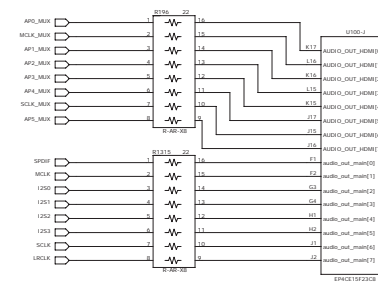 R196 22
U100-J
AP0_MUX 1 16
MCLK_MUX 2 15
AP1_MUX 3 14 K17 AUDIO_OUT_HDMI[
AP2_MUX 4 13 L16 AUDIO_OUT_HDMI[
AP3_MUX 5 12 K16 AUDIO_OUT_HDMI[
AP4_MUX 6 11 L15 AUDIO_OUT_HDMI[
SCLK_MUX 7 10 K15 AUDIO_OUT_HDMI[
AP5_MUX 8 9 J17 AUDIO_OUT_HDMI[
R-AR-X8 J15 AUDIO_OUT_HDMI[
R1315 22 J16 AUDIO_OUT_HDMI[
SPDIF 1 16 F1 audio_out_main[0]
MCLK 2 15 F2 audio_out_main[1]
I2S0 3 14 G3 audio_out_main[2]
I2S1 4 13 G4 audio_out_main[3]
I2S2 5 12 H1 audio_out_main[4]
I2S3 6 11 H2 audio_out_main[5]
SCLK 7 10 J1 audio_out_main[6]
LRCLK 8 9 J2 audio_out_main[7]
R-AR-X8
EP4CE15F23C8